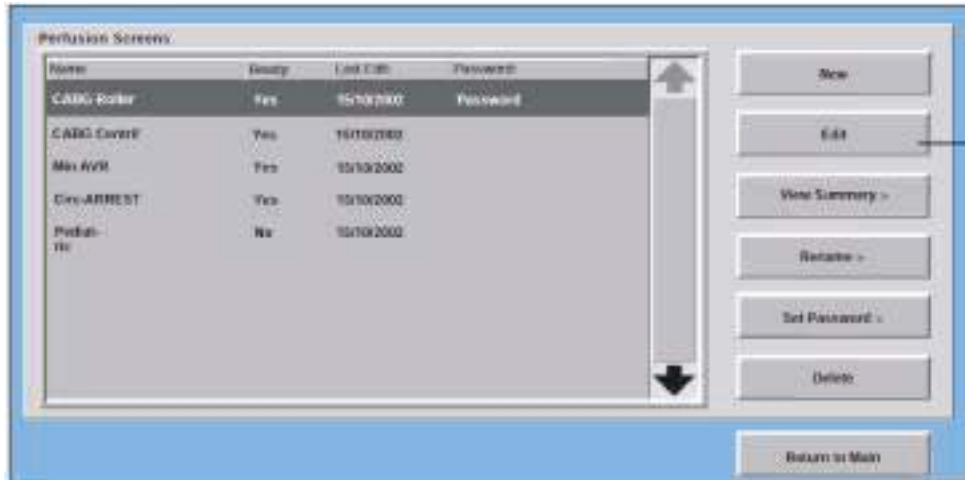 Perfusion Screens
Name Ready Last Edit Password
CABG Roller Yes 15/10/2002 Password
CABG Centrif Yes 15/10/2002
Min AVR Yes 15/10/2002
Circ-ARREST Yes 15/10/2002
Pediat-
ric No 15/10/2002
New
Edit
View Summary >
Rename >
Set Password >
Delete
Return to Main